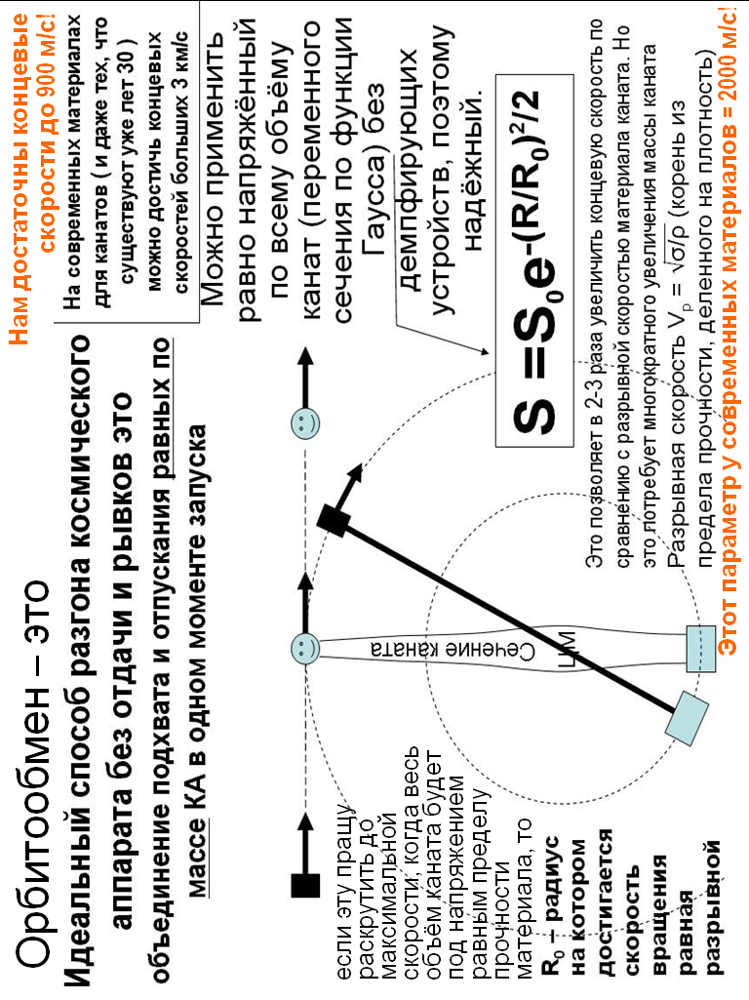 Орбитообмен – это
Идеальный способ разгона космического
аппарата без отдачи и рывков это
объединение подхвата и отпускания равных по
массе КА в одном моменте запуска
Нам достаточны концевые
скорости до 900 м/с!
На современных материалах
для канатов ( и даже тех, что
существуют уже лет 30 )
можно достичь концевых
скоростей больших 3 км/с
Можно применить
равно напряжённый
по всему объёму
канат (переменного
сечения по функции
Гаусса) без
демпфирующих
устройств, поэтому
надёжный.
S =S₀e^-(R/R₀)²/2
Сечение каната
ЦМ
если эту пращу
раскрутить до
максимальной
скорости, когда весь
объём каната будет
под напряжением
равным пределу
прочности
материала, то
R₀ – радиус
на котором
достигается
скорость
вращения
равная
разрывной
Это позволяет в 2-3 раза увеличить концевую скорость по
сравнению с разрывной скоростью материала каната. Но
это потребует многократного увеличения массы каната
Разрывная скорость Vₚ = √σ/ρ (корень из
предела прочности, деленного на плотность)
Этот параметр у современных материалов = 2000 м/с!